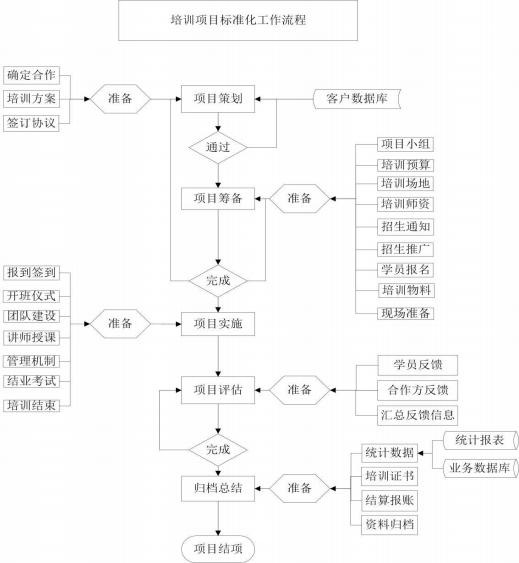 培训项目标准化工作流程
确定合作
培训方案
签订协议
准备
项目策划
客户数据库
通过
项目筹备
准备
项目小组
培训预算
培训场地
培训师资
招生通知
招生推广
学员报名
培训物料
现场准备
完成
报到签到
开班仪式
团队建设
讲师授课
管理机制
结业考试
培训结束
准备
项目实施
项目评估
准备
学员反馈
合作方反馈
汇总反馈信息
完成
归档总结
准备
统计数据
培训证书
结算报账
资料归档
统计报表
业务数据库
项目结项